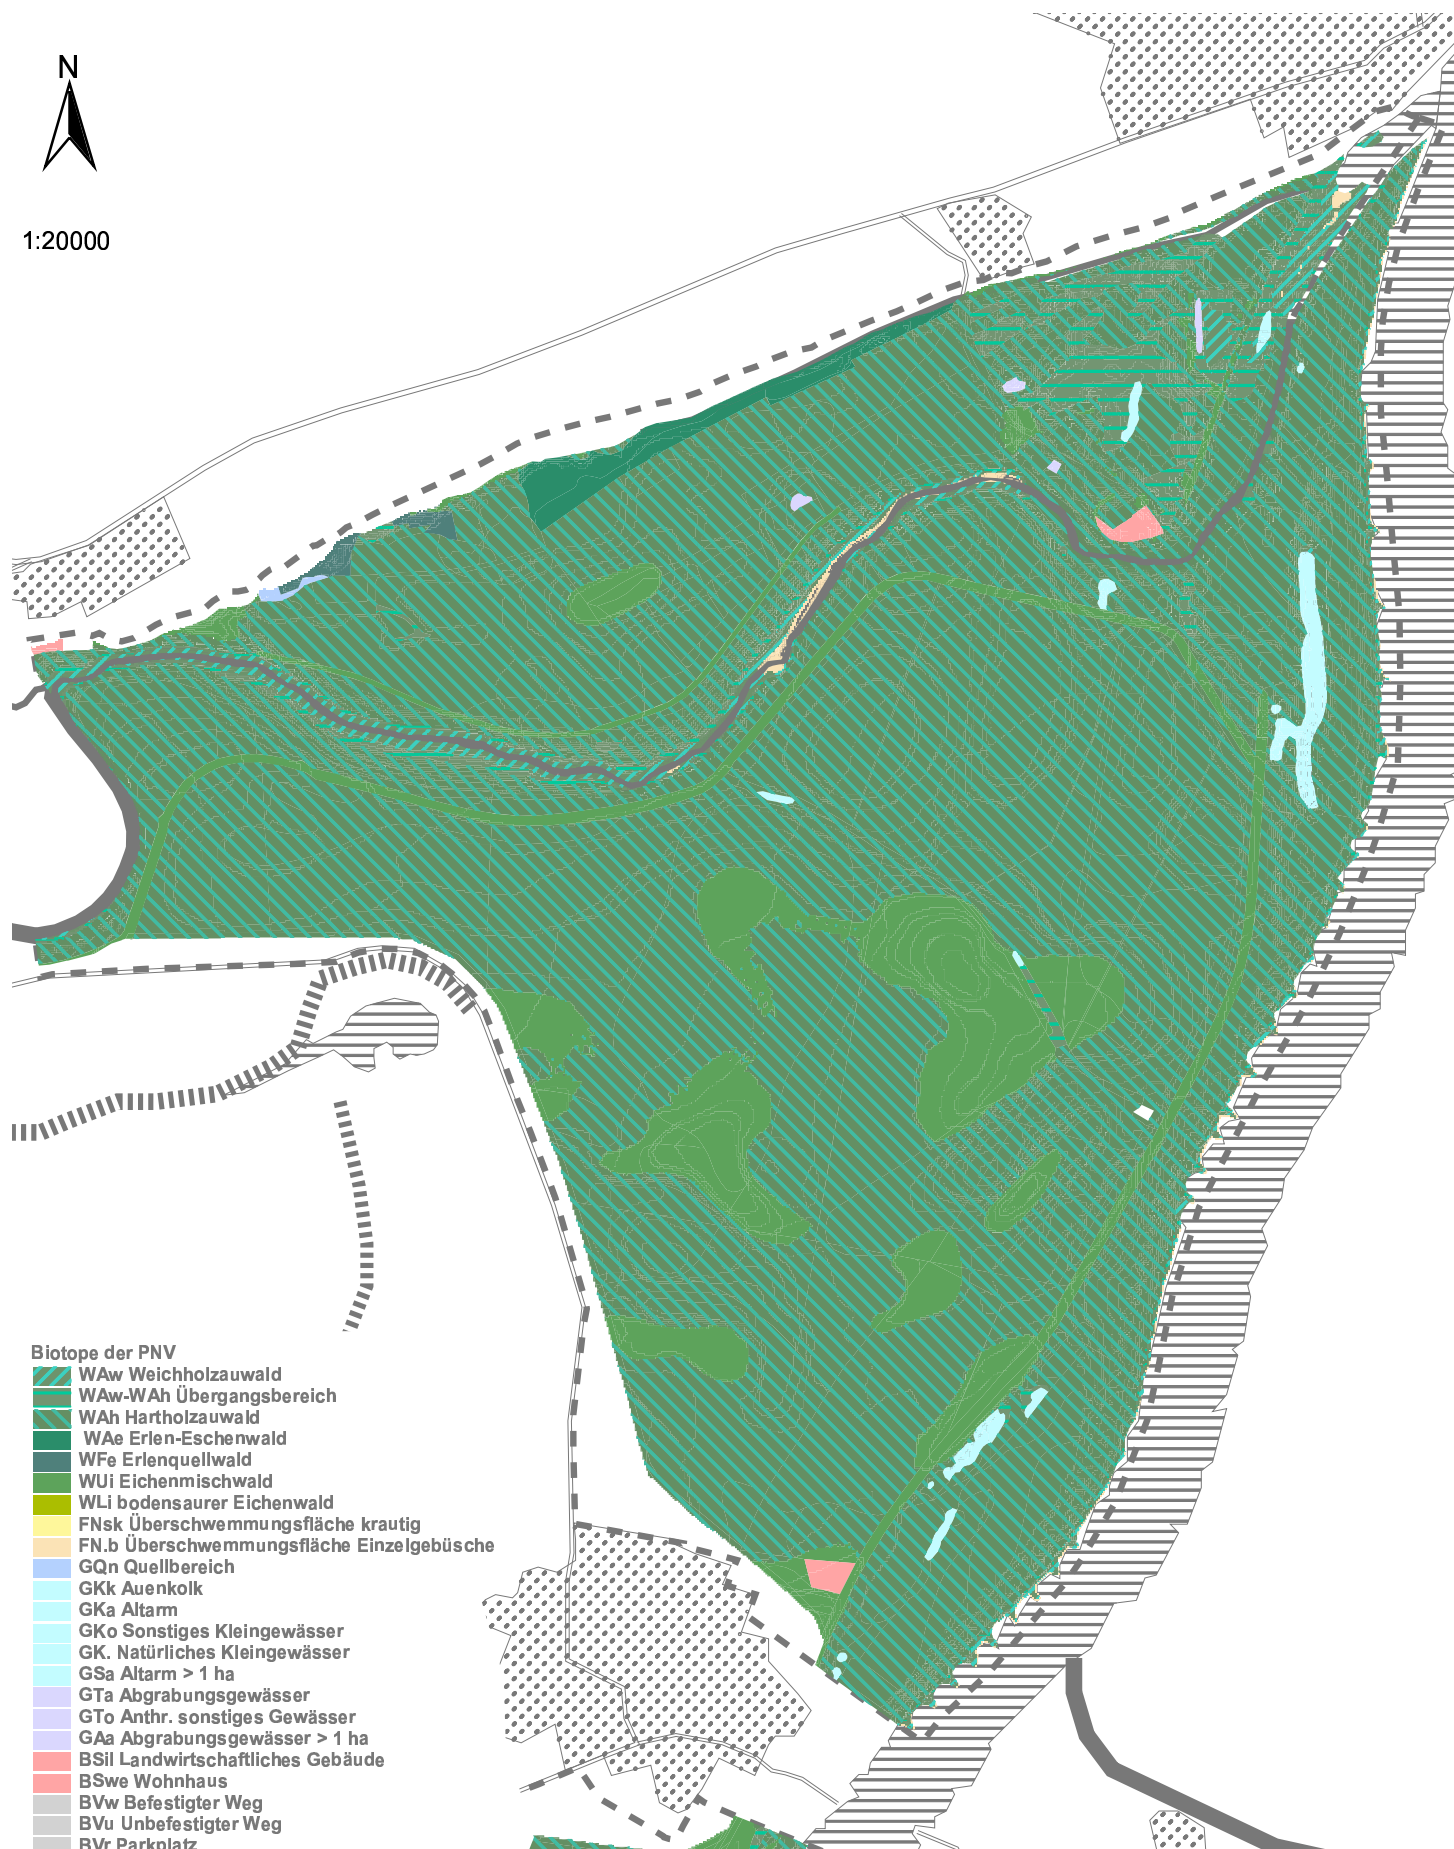 N
1:20000
Biotope der PNV
WAw Weichholzauwald
WAw-WAh Übergangsbereich
WAh Hartholzauwald
WAe Erlen-Eschenwald
WFe Erlenquellwald
WUi Eichenmischwald
WLi bodensaurer Eichenwald
FNsk Überschwemmungsfläche krautig
FN.b Überschwemmungsfläche Einzelgebüsche
GQn Quellbereich
GKk Auenkolk
GKa Altarm
GKo Sonstiges Kleingewässer
GK. Natürliches Kleingewässer
GSa Altarm > 1 ha
GTa Abgrabungsgewässer
GTo Anthr. sonstiges Gewässer
GAa Abgrabungsgewässer > 1 ha
BSil Landwirtschaftliches Gebäude
BSwe Wohnhaus
BVw Befestigter Weg
BVu Unbefestigter Weg
BVr Parkplatz